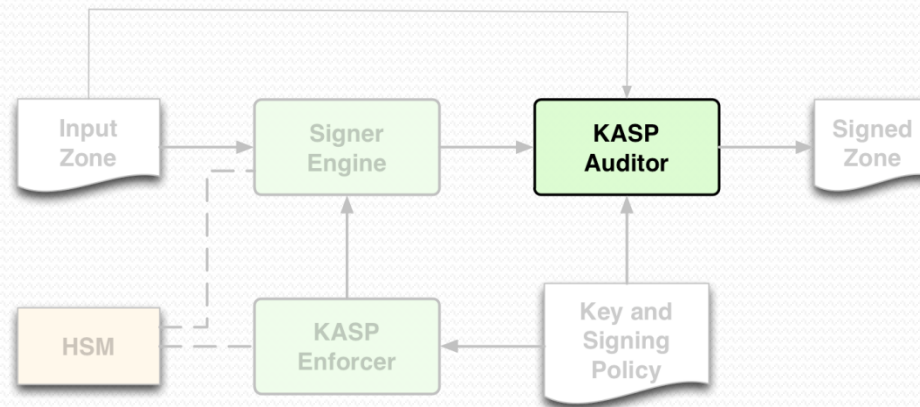 Input
Zone
Signer
Engine
KASP
Auditor
Signed
Zone
HSM
KASP
Enforcer
Key and
Signing
Policy